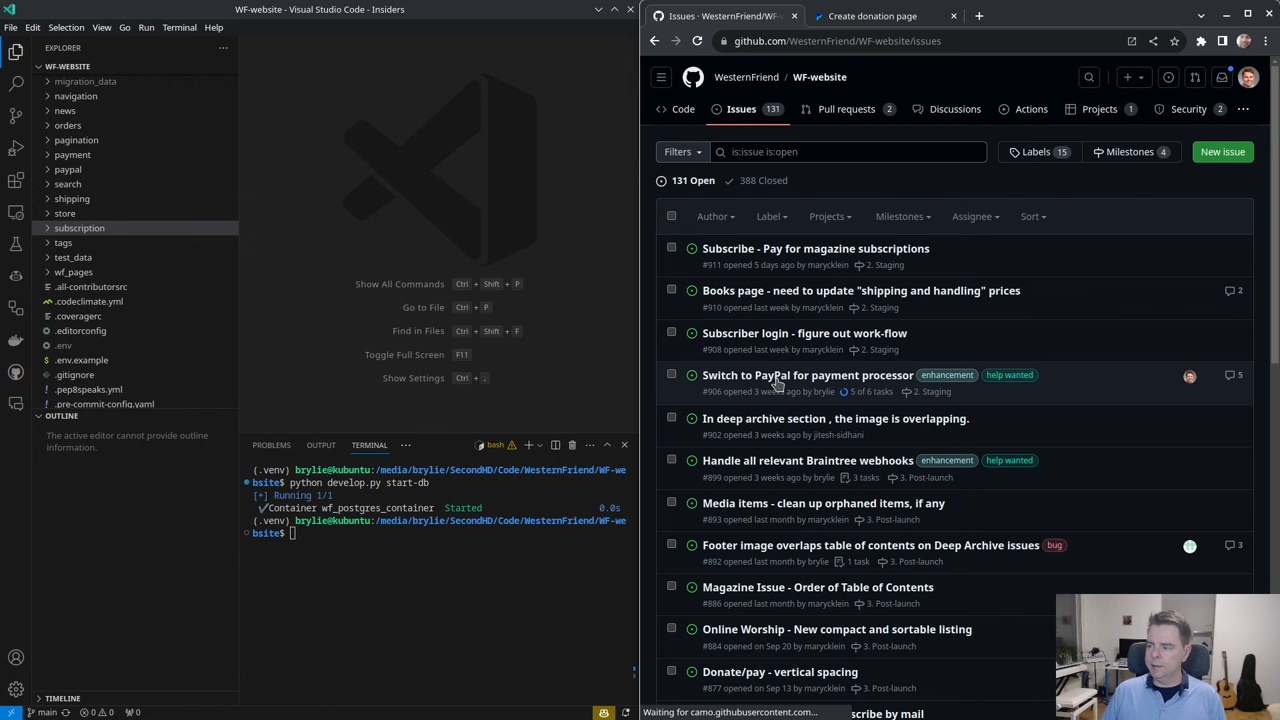 WF-website - Visual Studio Code - Insiders
File Edit Selection View Go Run Terminal Help
EXPLORER
WF-WEBSITE
migration_data
navigation
news
orders
pagination
payment
paypal
search
shipping
store
subscription
tags
test_data
wf_pages
.all-contributorsrc
.codeclimate.yml
.coveragerc
.editorconfig
.env
.env.example
.gitignore
.pep8speaks.yml
.pre-commit-config.yaml
OUTLINE
The active editor cannot provide outline
information.
TIMELINE
main 0 0 0
Show All Commands Ctrl + Shift + P
Go to File Ctrl + P
Find in Files Ctrl + Shift + F
Toggle Full Screen F11
Show Settings Ctrl + ,
PROBLEMS OUTPUT TERMINAL bash
(.venv) brylie@kubuntu:/media/brylie/SecondHD/Code/WesternFriend/WF-we
bsite$ python develop.py start-db
[+] Running 1/1
✔Container wf_postgres_container Started 0.0s
(.venv) brylie@kubuntu:/media/brylie/SecondHD/Code/WesternFriend/WF-we
bsite$
Issues · WesternFriend/WF- Create donation page
github.com/WesternFriend/WF-website/issues
WesternFriend / WF-website
Code Issues 131 Pull requests 2 Discussions Actions Projects 1 Security 2
Filters is:issue is:open Labels 15 Milestones 4 New issue
131 Open 388 Closed
Author Label Projects Milestones Assignee Sort
Subscribe - Pay for magazine subscriptions
#911 opened 5 days ago by marycklein 2. Staging
Books page - need to update "shipping and handling" prices 2
#910 opened last week by marycklein 2. Staging
Subscriber login - figure out work-flow
#908 opened last week by marycklein 2. Staging
Switch to PayPal for payment processor enhancement help wanted 5
#906 opened 3 weeks ago by brylie 5 of 6 tasks 2. Staging
In deep archive section , the image is overlapping.
#902 opened 3 weeks ago by jitesh-sidhani
Handle all relevant Braintree webhooks enhancement help wanted
#899 opened 3 weeks ago by brylie 3 tasks 3. Post-launch
Media items - clean up orphaned items, if any
#893 opened last month by marycklein 3. Post-launch
Footer image overlaps table of contents on Deep Archive issues bug 3
#892 opened last month by brylie 1 task 3. Post-launch
Magazine Issue - Order of Table of Contents
#886 opened last month by marycklein 3. Post-launch
Online Worship - New compact and sortable listing
#884 opened on Sep 20 by marycklein 3. Post-launch
Donate/pay - vertical spacing
#877 opened on Sep 13 by marycklein 3. Post-launch
scribe by mail
Waiting for camo.githubusercontent.com...